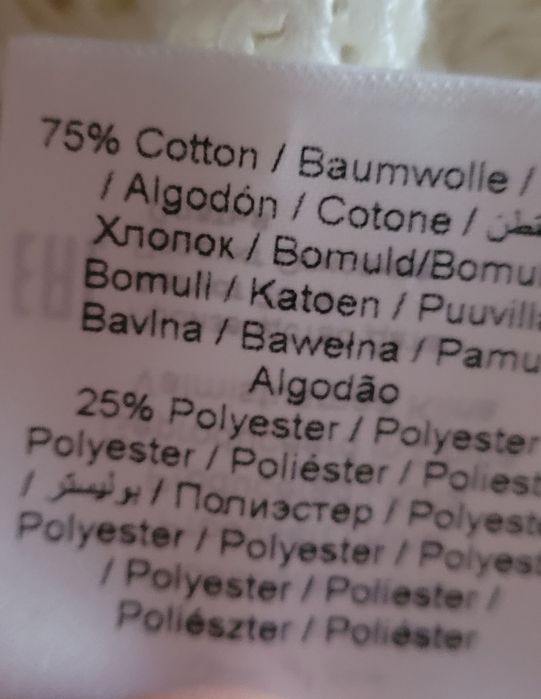 75% Cotton / Baumwolle /
/ Algodón / Cotone / قطن
Хлопок / Bomuld/Bomu
Bomull / Katoen / Puuvill
Bavlna / Bawełna / Pamu
Algodão
25% Polyester / Polyester
Polyester / Poliéster / Poliest
/ بوليستر / Полиэстер / Polyest
Polyester / Polyester / Polyest
/ Polyester / Poliester /
Poliészter / Poliéster